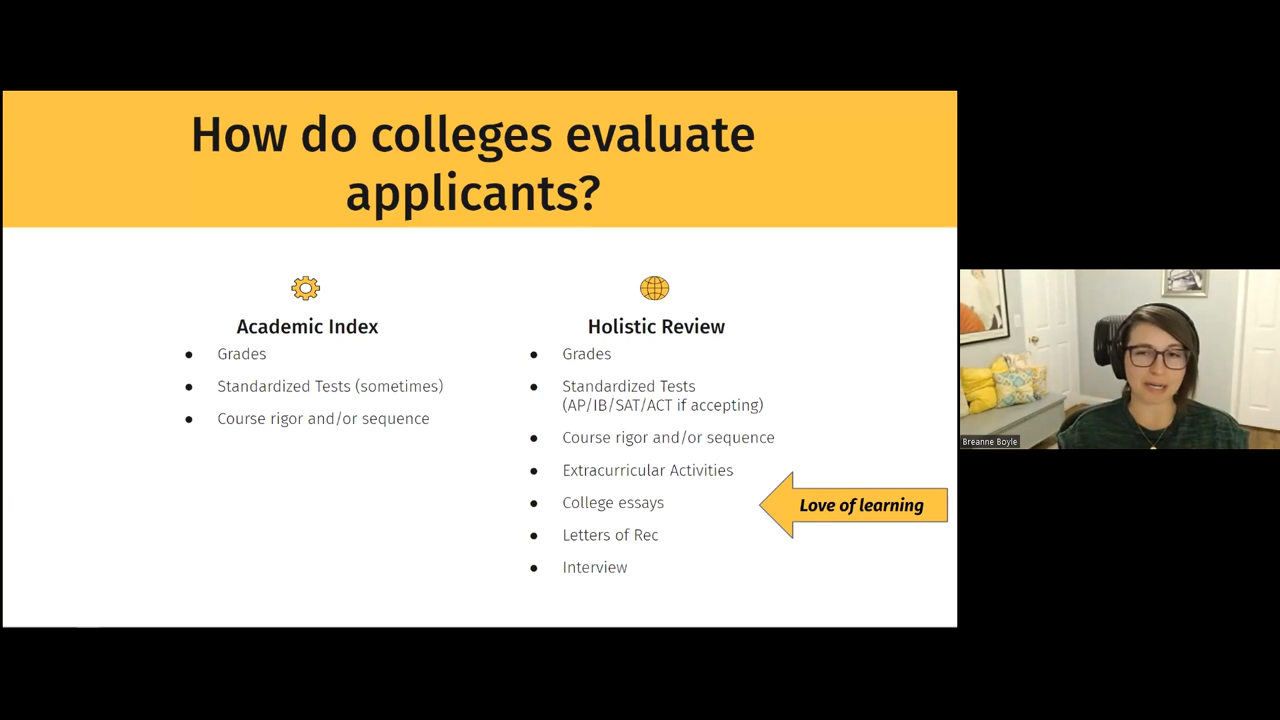 How do colleges evaluate
applicants?
Academic Index
● Grades
● Standardized Tests (sometimes)
● Course rigor and/or sequence
Holistic Review
● Grades
● Standardized Tests
(AP/IB/SAT/ACT if accepting)
● Course rigor and/or sequence
● Extracurricular Activities
● College essays
● Letters of Rec
● Interview
Love of learning
Breanne Boyle